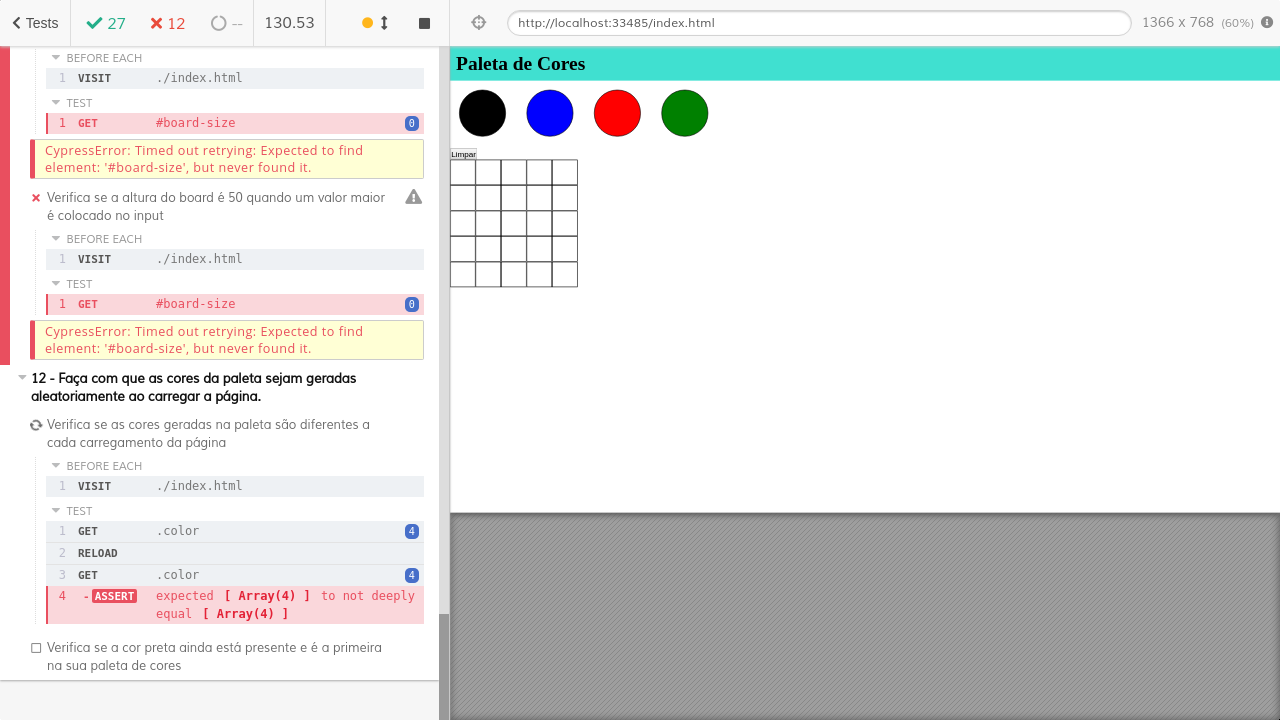 Tests
27
12
--
130.53
http://localhost:33485/index.html
1366 x 768 (60%)
BEFORE EACH
1 VISIT ./index.html
TEST
1 GET #board-size 0
CypressError: Timed out retrying: Expected to find
element: '#board-size', but never found it.
Verifica se a altura do board é 50 quando um valor maior
é colocado no input
BEFORE EACH
1 VISIT ./index.html
TEST
1 GET #board-size 0
CypressError: Timed out retrying: Expected to find
element: '#board-size', but never found it.
12 - Faça com que as cores da paleta sejam geradas
aleatoriamente ao carregar a página.
Verifica se as cores geradas na paleta são diferentes a
cada carregamento da página
BEFORE EACH
1 VISIT ./index.html
TEST
1 GET .color 4
2 RELOAD
3 GET .color 4
4 -ASSERT expected [ Array(4) ] to not deeply
equal [ Array(4) ]
Verifica se a cor preta ainda está presente e é a primeira
na sua paleta de cores
Paleta de Cores
Limpar